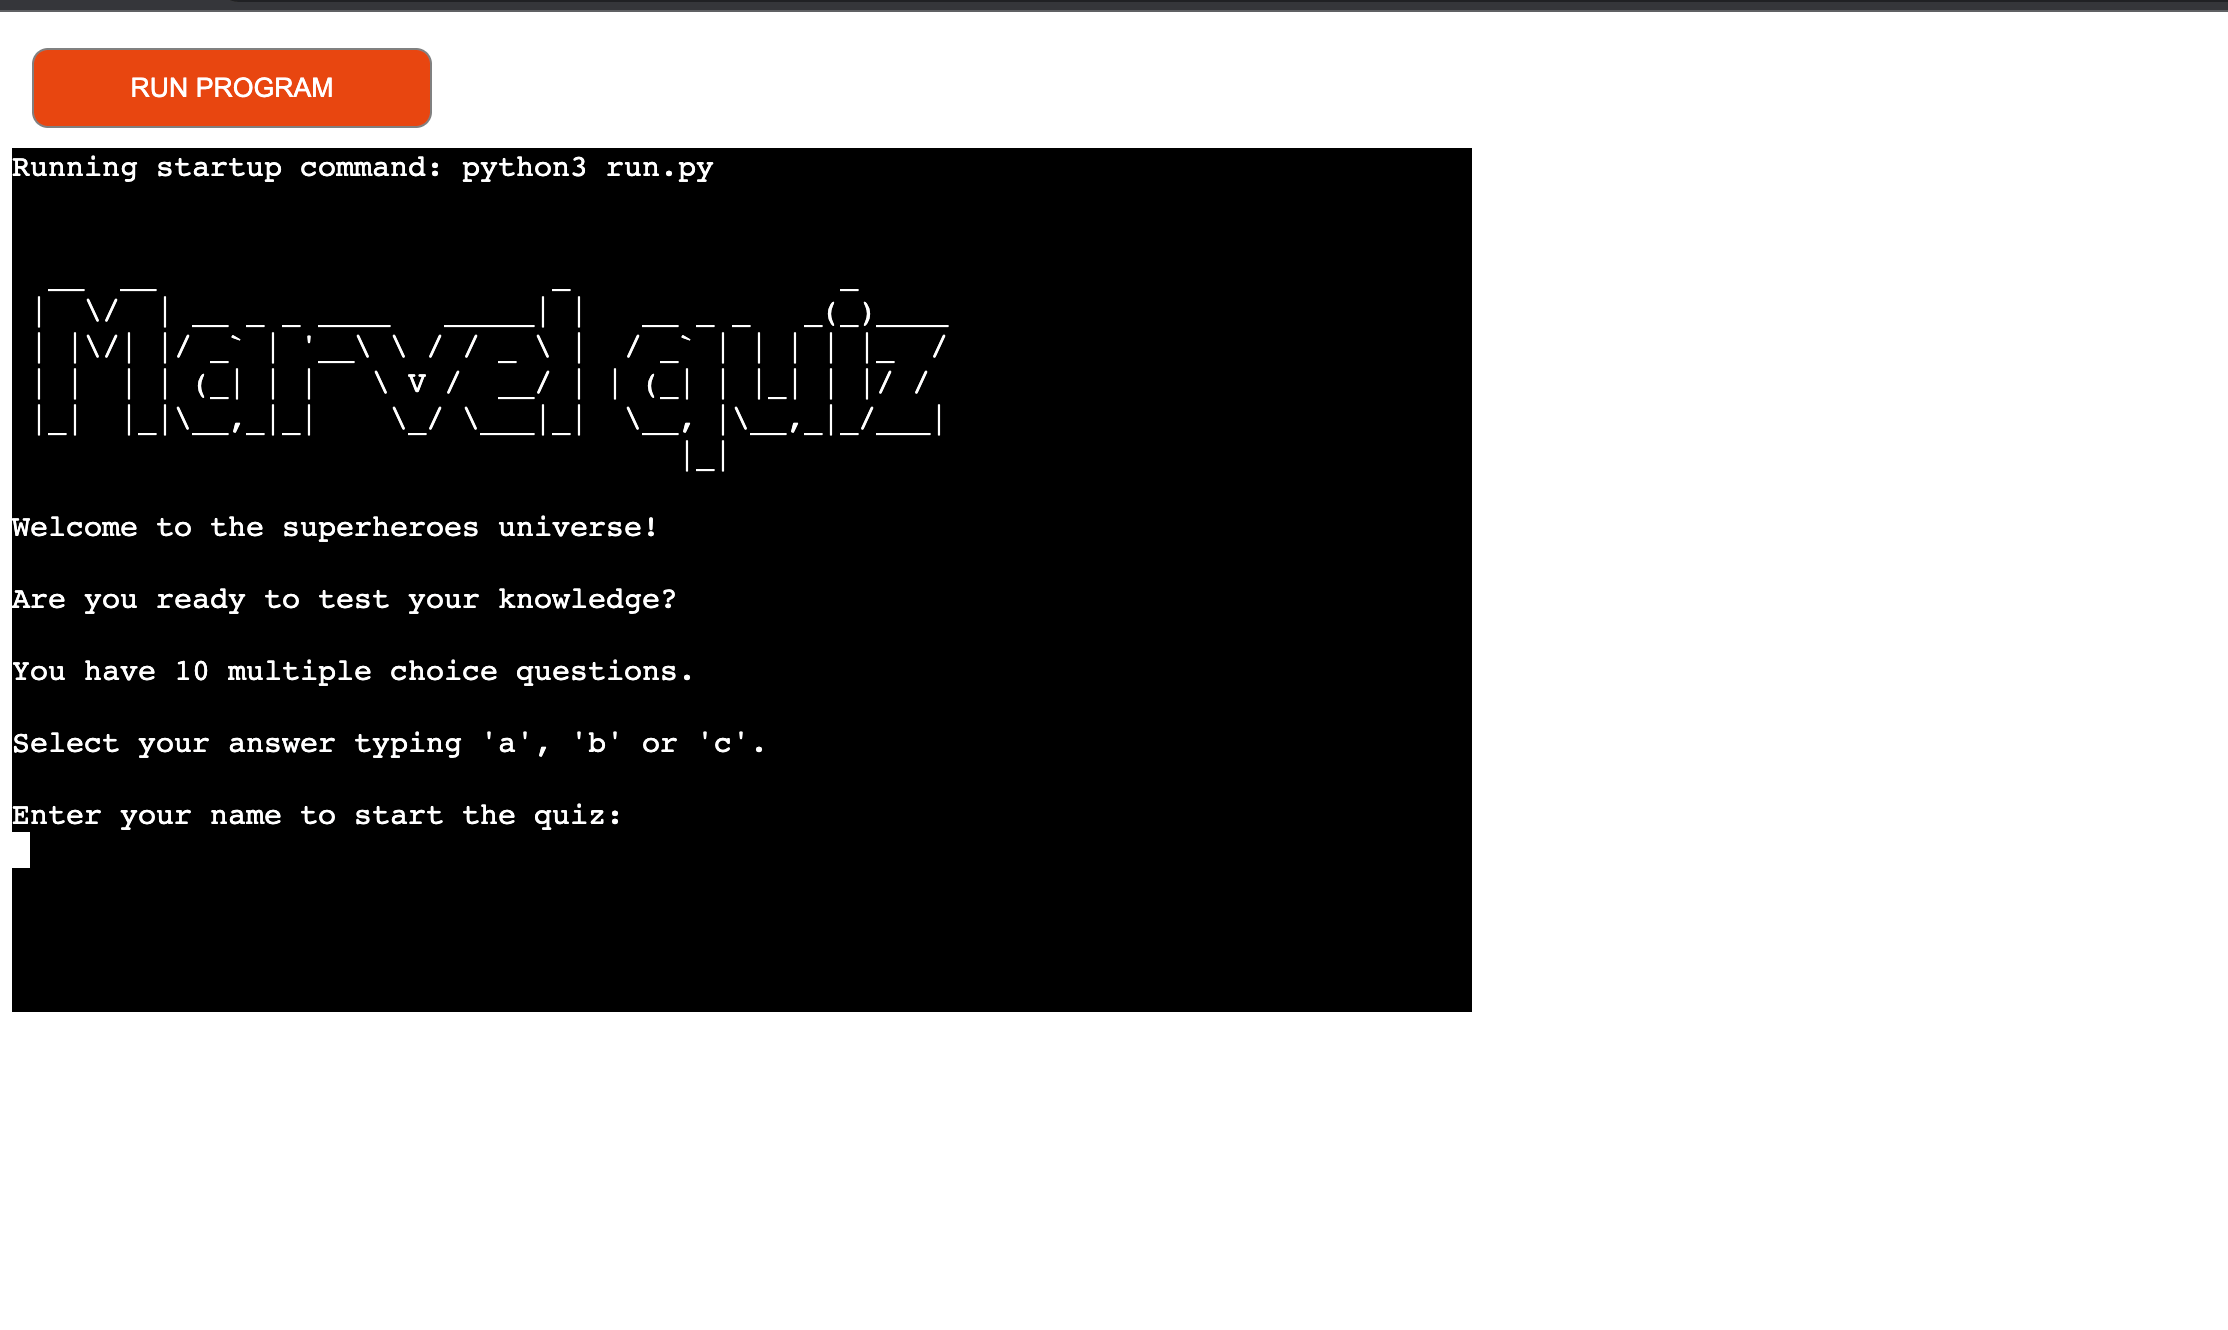 RUN PROGRAM
Running startup command: python3 run.py
Marvel quiz
Welcome to the superheroes universe!
Are you ready to test your knowledge?
You have 10 multiple choice questions.
Select your answer typing 'a', 'b' or 'c'.
Enter your name to start the quiz: